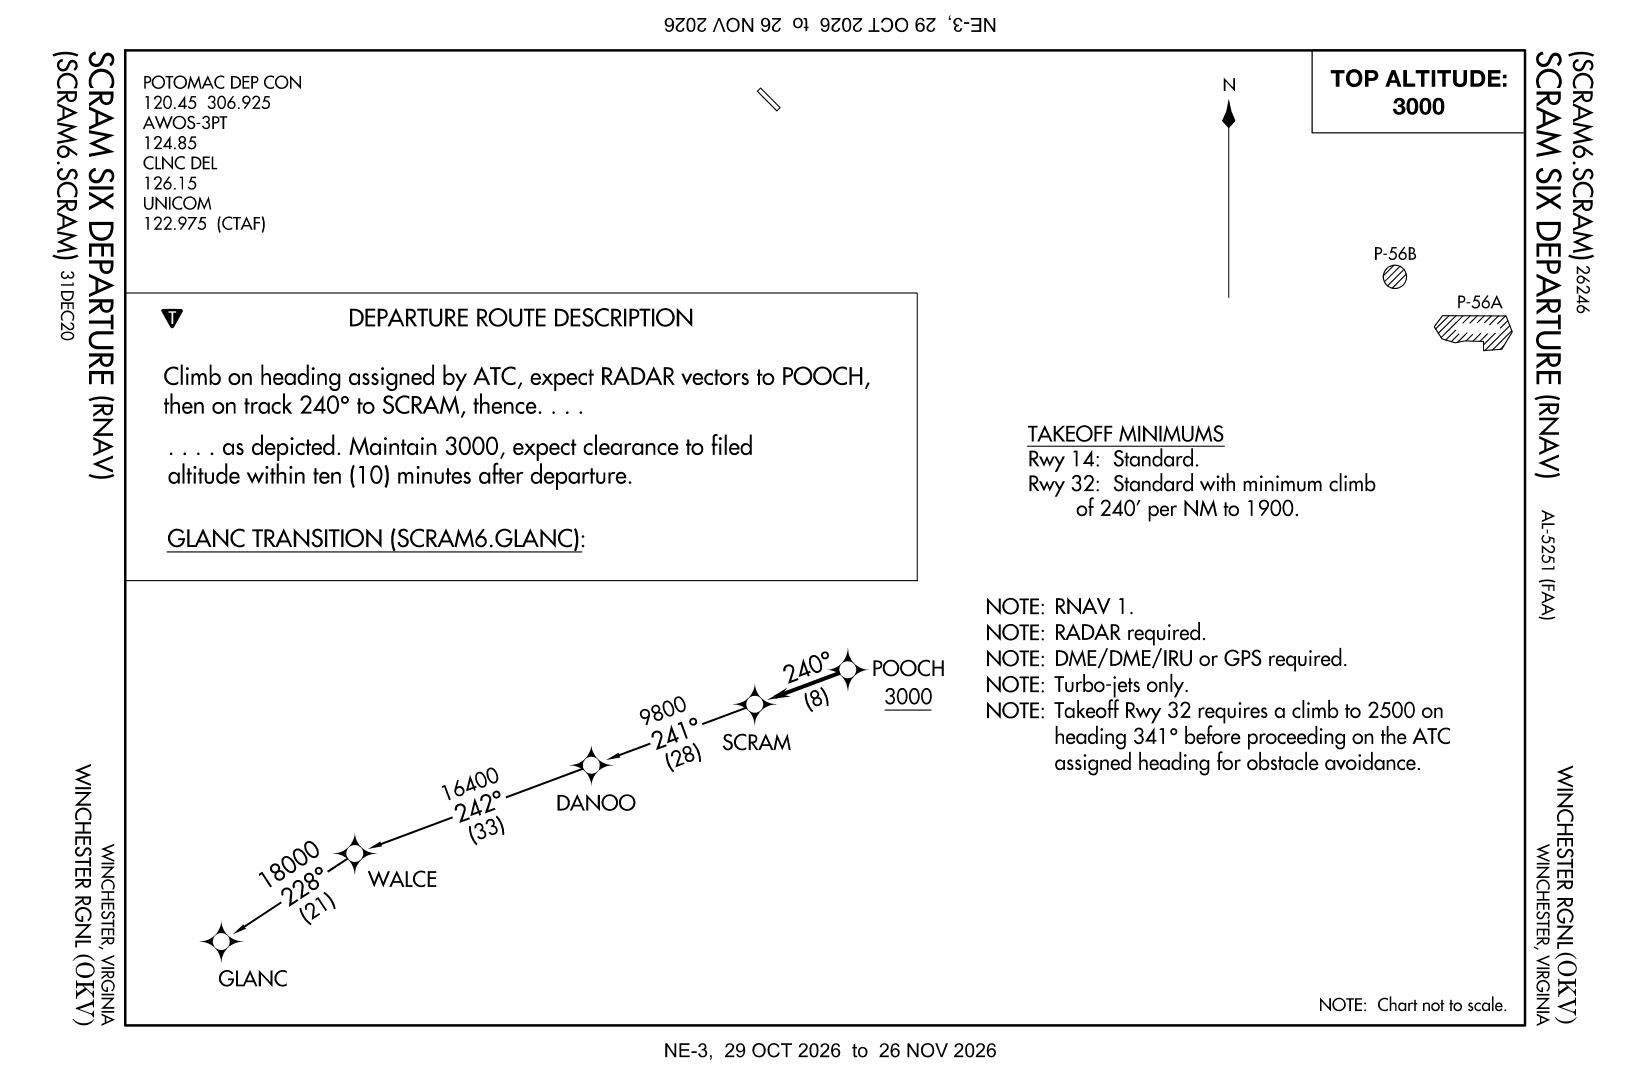 NE-3, 29 OCT 2026 to 26 NOV 2026
SCRAM SIX DEPARTURE (RNAV)
(SCRAM6.SCRAM) 31DEC20
WINCHESTER, VIRGINIA
WINCHESTER RGNL (OKV)
POTOMAC DEP CON
120.45 306.925
AWOS-3PT
124.85
CLNC DEL
126.15
UNICOM
122.975 (CTAF)
N
TOP ALTITUDE:
3000
P-56B
P-56A
T
DEPARTURE ROUTE DESCRIPTION
Climb on heading assigned by ATC, expect RADAR vectors to POOCH,
then on track 240° to SCRAM, thence. . . .
. . . . as depicted. Maintain 3000, expect clearance to filed
altitude within ten (10) minutes after departure.
GLANC TRANSITION (SCRAM6.GLANC):
TAKEOFF MINIMUMS
Rwy 14: Standard.
Rwy 32: Standard with minimum climb
of 240' per NM to 1900.
NOTE: RNAV 1.
NOTE: RADAR required.
NOTE: DME/DME/IRU or GPS required.
NOTE: Turbo-jets only.
NOTE: Takeoff Rwy 32 requires a climb to 2500 on
heading 341° before proceeding on the ATC
assigned heading for obstacle avoidance.
240°
(8)
POOCH
3000
9800
241°
(28)
SCRAM
16400
242°
(33)
DANOO
18000
228°
(21)
WALCE
GLANC
NOTE: Chart not to scale.
(SCRAM6.SCRAM) 26246
SCRAM SIX DEPARTURE (RNAV)
AL-5251 (FAA)
WINCHESTER RGNL (OKV)
WINCHESTER, VIRGINIA
NE-3, 29 OCT 2026 to 26 NOV 2026